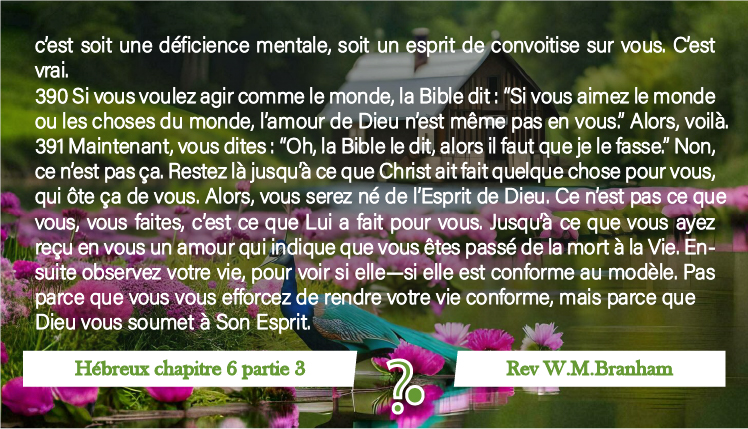 c’est soit une déficience mentale, soit un esprit de convoitise sur vous. C’est
vrai.
390 Si vous voulez agir comme le monde, la Bible dit : “Si vous aimez le monde
ou les choses du monde, l’amour de Dieu n’est même pas en vous.” Alors, voilà.
391 Maintenant, vous dites : “Oh, la Bible le dit, alors il faut que je le fasse.” Non,
ce n’est pas ça. Restez là jusqu’à ce que Christ ait fait quelque chose pour vous,
qui ôte ça de vous. Alors, vous serez né de l’Esprit de Dieu. Ce n’est pas ce que
vous, vous faites, c’est ce que Lui a fait pour vous. Jusqu’à ce que vous ayez
reçu en vous un amour qui indique que vous êtes passé de la mort à la Vie. En-
suite observez votre vie, pour voir si elle—si elle est conforme au modèle. Pas
parce que vous vous efforcez de rendre votre vie conforme, mais parce que
Dieu vous soumet à Son Esprit.
Hébreux chapitre 6 partie 3
?
Rev W.M.Branham